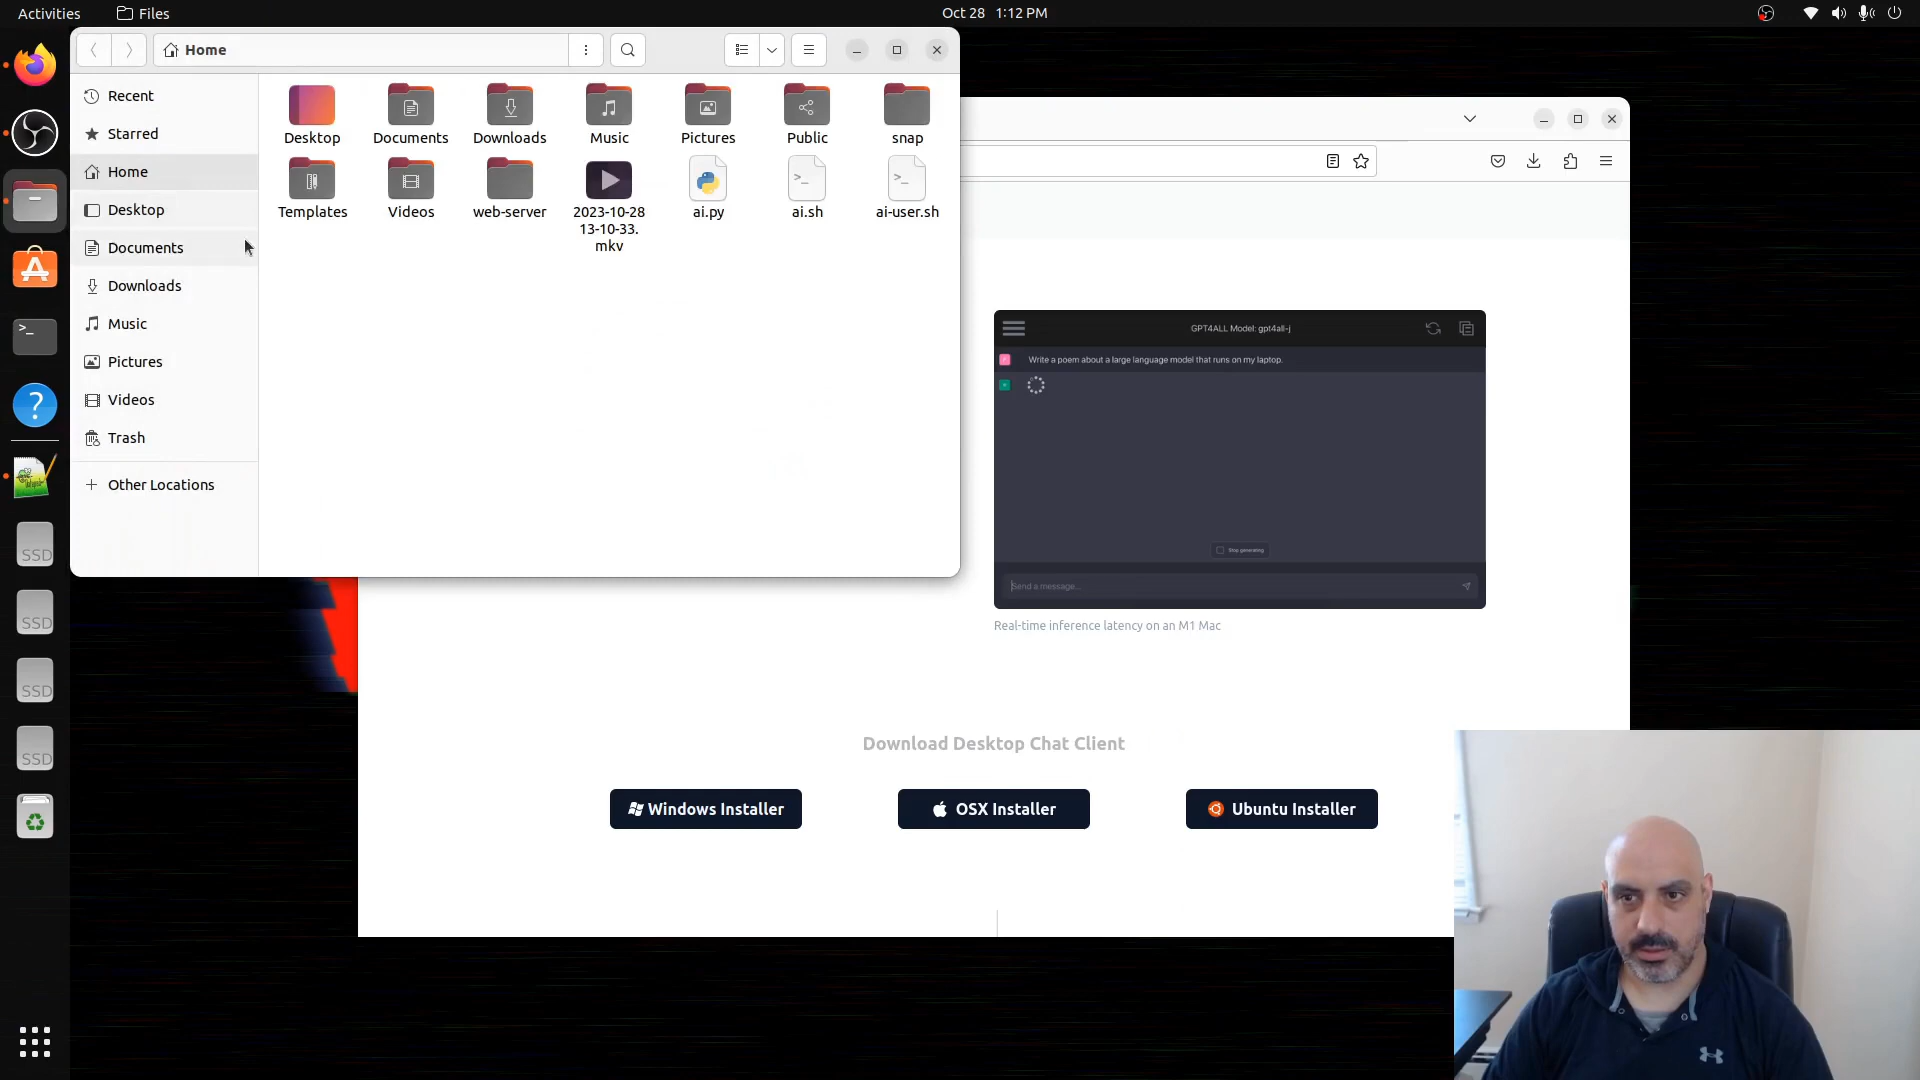 Activities
Files
Oct 28 1:12 PM
Home
Recent
Starred
Home
Desktop
Documents
Downloads
Music
Pictures
Videos
Trash
Other Locations
Desktop
Documents
Downloads
Music
Pictures
Public
snap
Templates
Videos
web-server
2023-10-28
13-10-33.
mkv
ai.py
ai.sh
ai-user.sh
GPT4ALL Model: gpt4all-j
Write a poem about a large language model that runs on my laptop.
Stop generating
Send a message...
Real-time inference latency on an M1 Mac
Download Desktop Chat Client
Windows Installer
OSX Installer
Ubuntu Installer
SSD
SSD
SSD
SSD